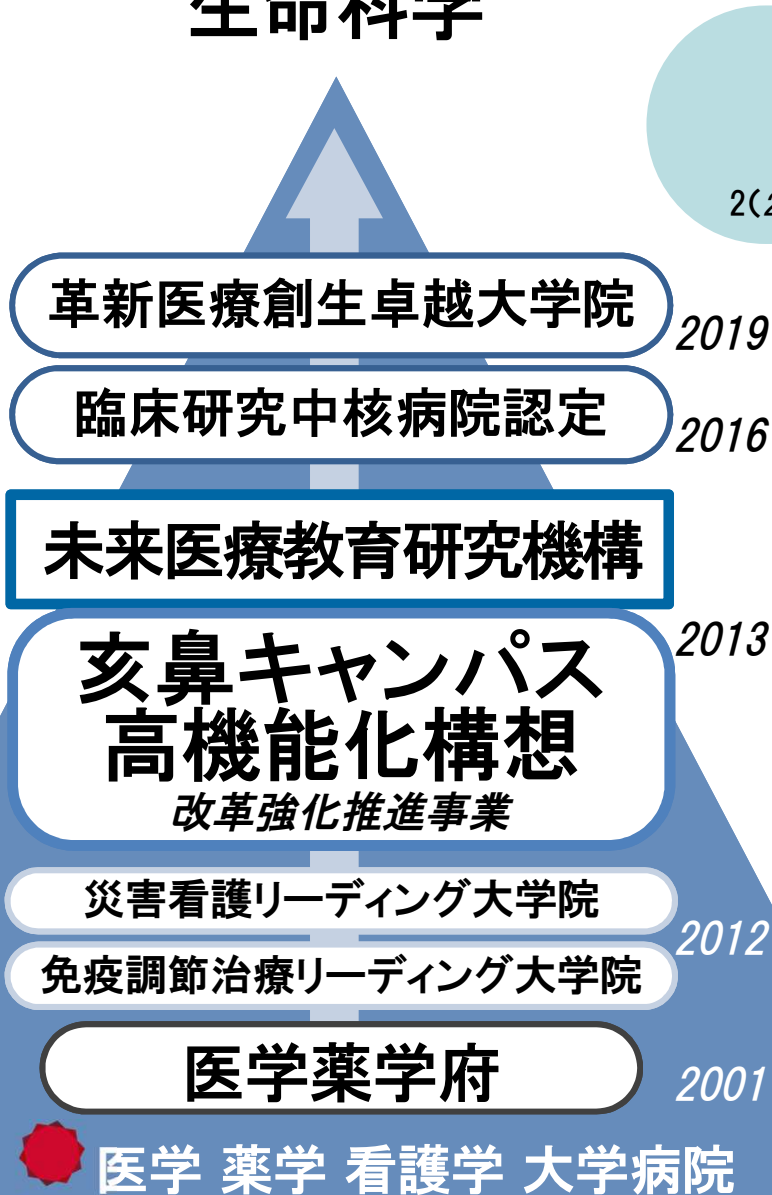 生命科学
2(2
革新医療創生卓越大学院
2019
臨床研究中核病院認定
2016
未来医療教育研究機構
2013
亥鼻キャンパス
高機能化構想
改革強化推進事業
災害看護リーディング大学院
2012
免疫調節治療リーディング大学院
医学薬学府
2001
医学 薬学 看護学 大学病院